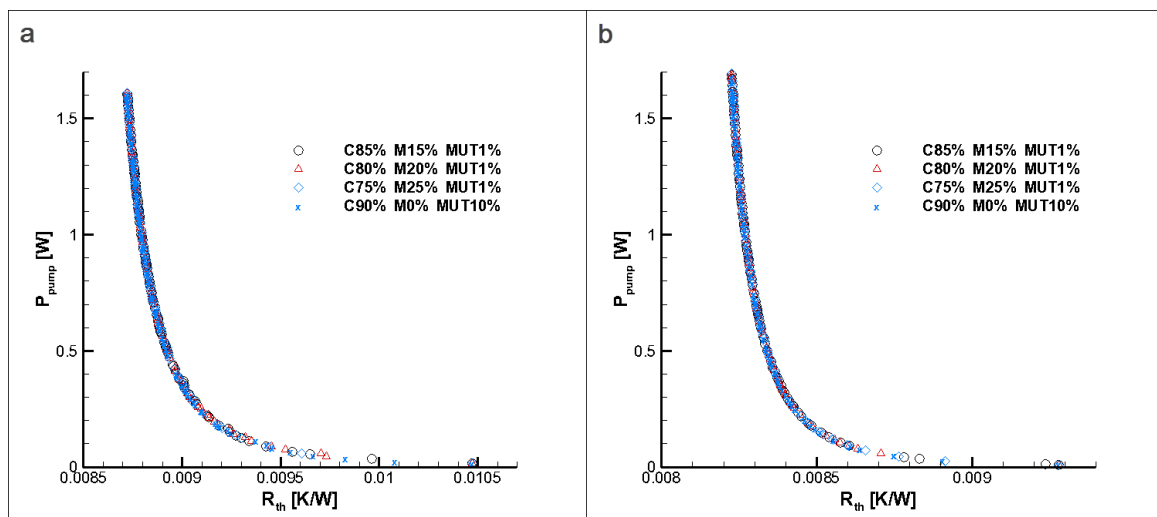 a
P_pump [W]
1.5
1
0.5
0
0.0085
0.009
0.0095
0.01
0.0105
R_th [K/W]
C85% M15% MUT1%
C80% M20% MUT1%
C75% M25% MUT1%
C90% M0% MUT10%
b
P_pump [W]
1.5
1
0.5
0
0.008
0.0085
0.009
R_th [K/W]
C85% M15% MUT1%
C80% M20% MUT1%
C75% M25% MUT1%
C90% M0% MUT10%